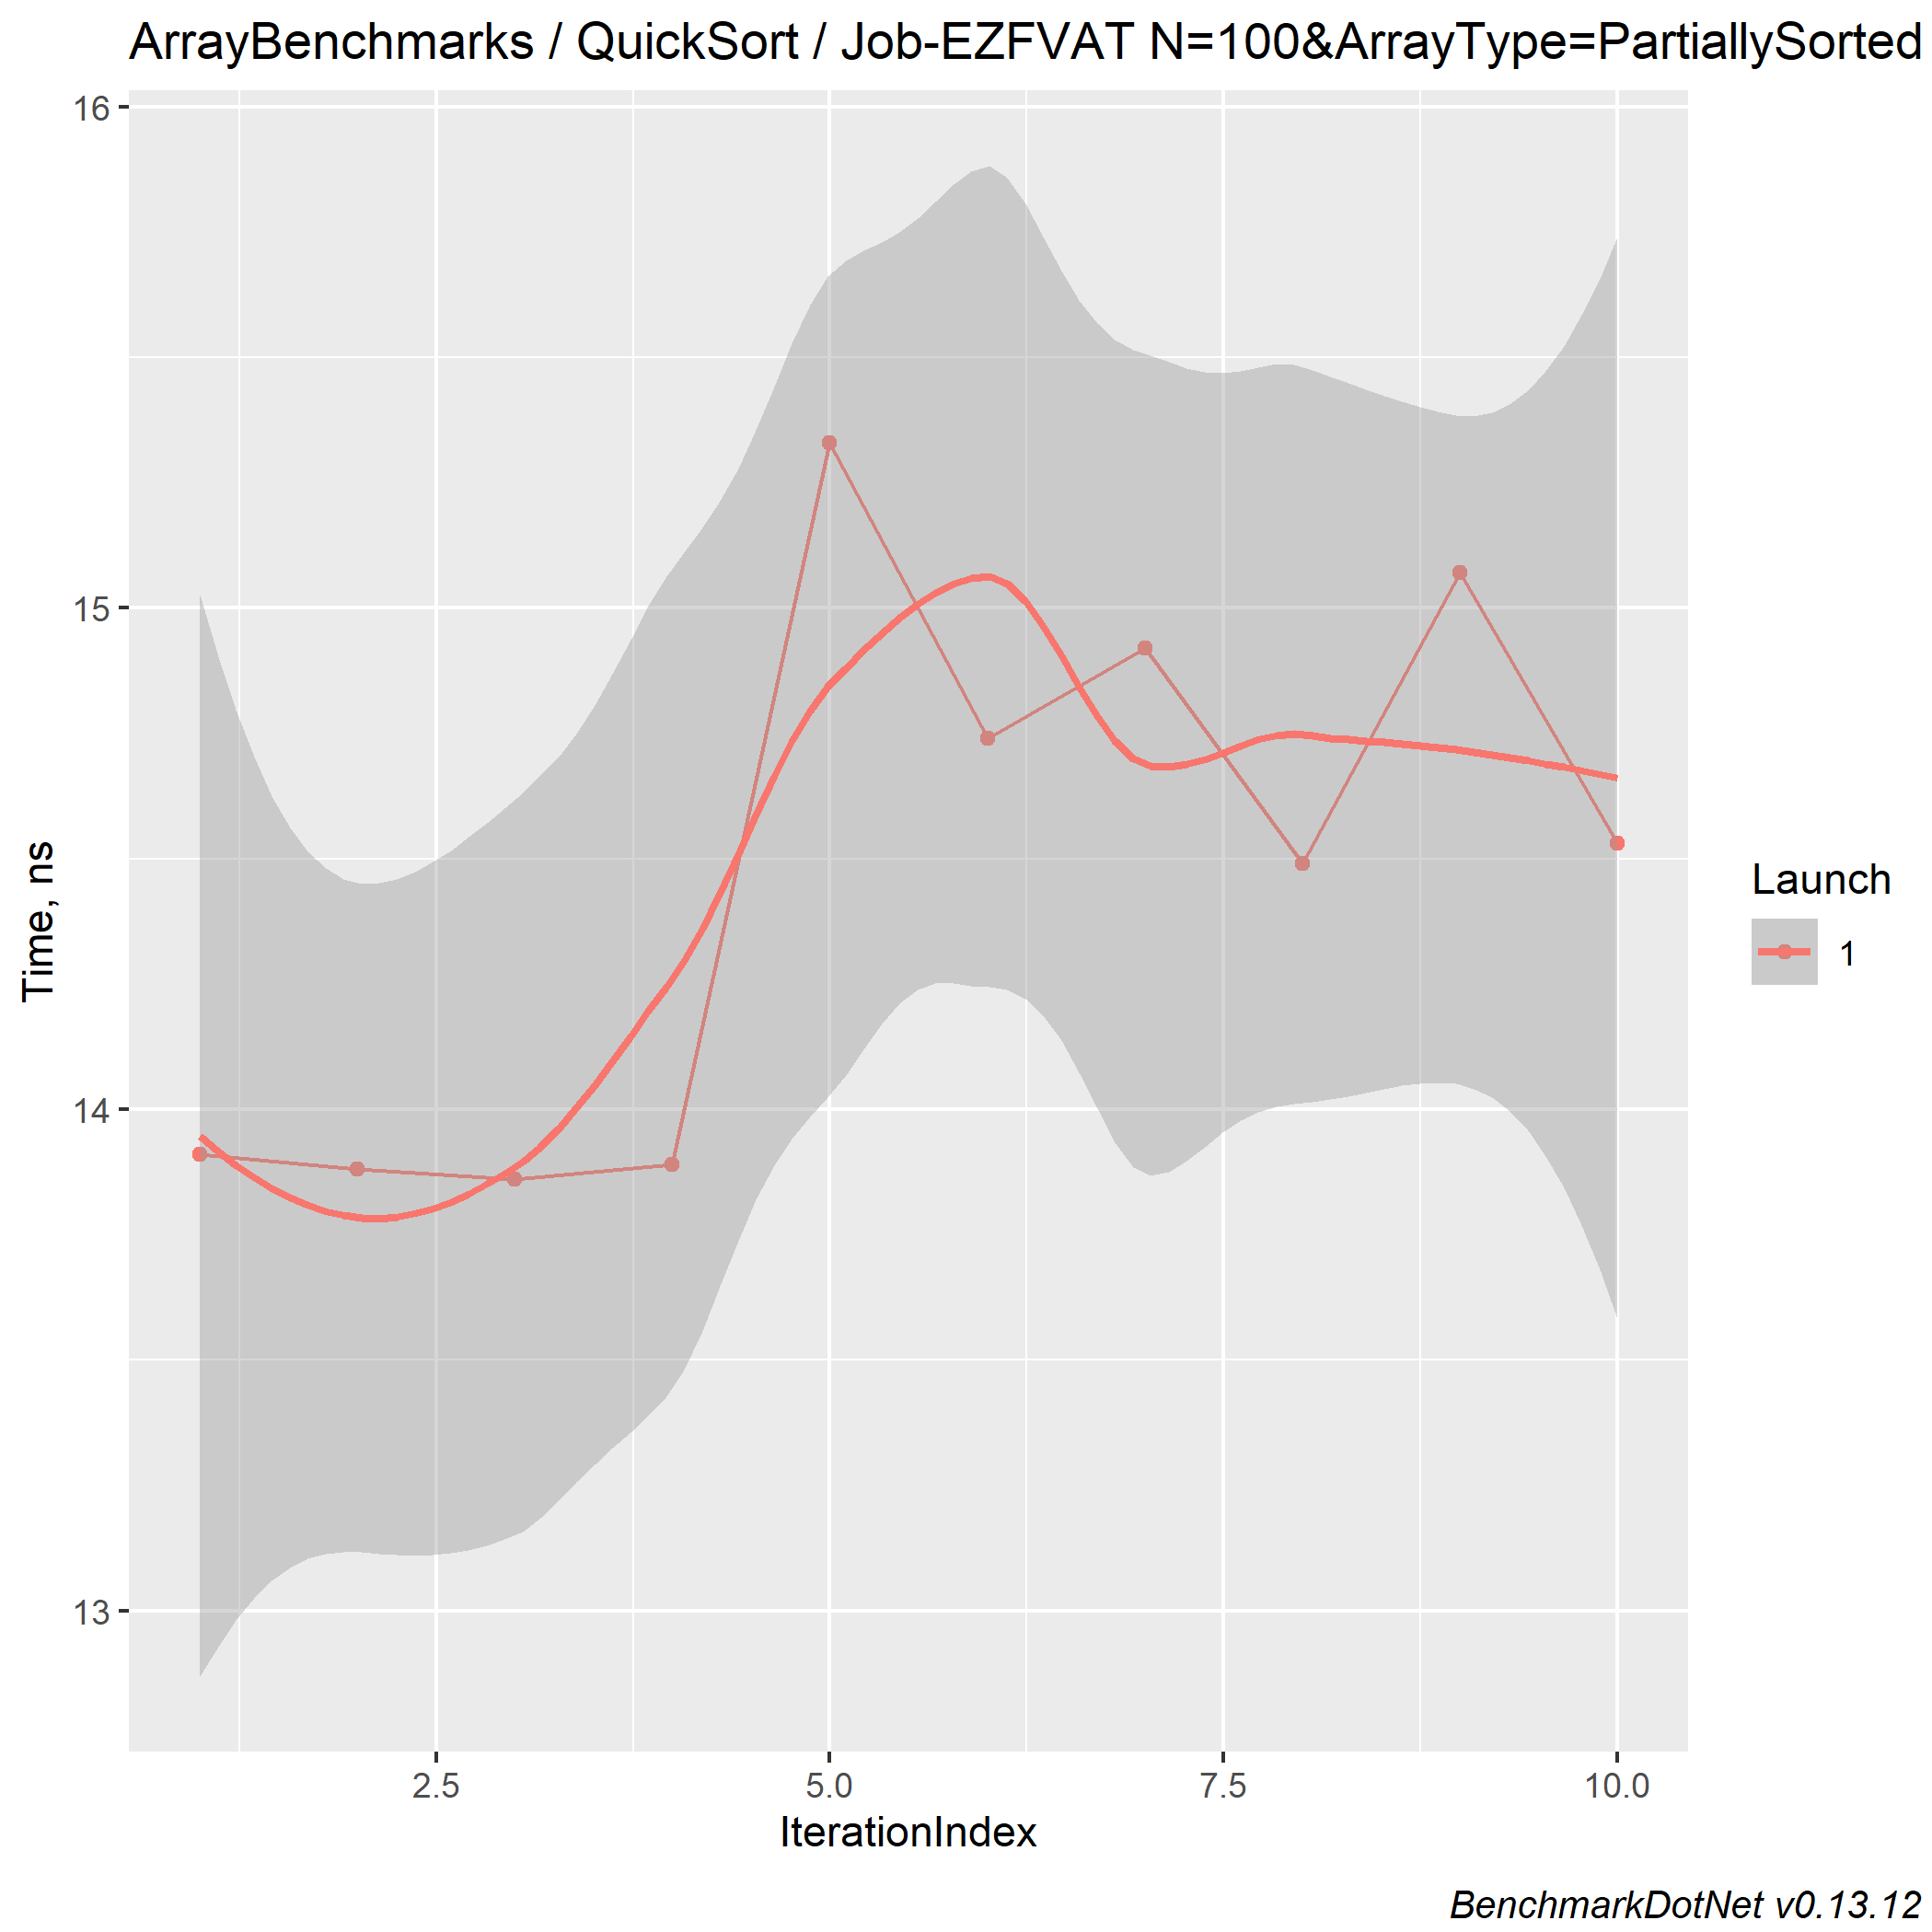 ArrayBenchmarks / QuickSort / Job-EZFVAT N=100&ArrayType=PartiallySorted
16
15
14
13
Time, ns
2.5
5.0
7.5
10.0
IterationIndex
Launch
1
BenchmarkDotNet v0.13.12